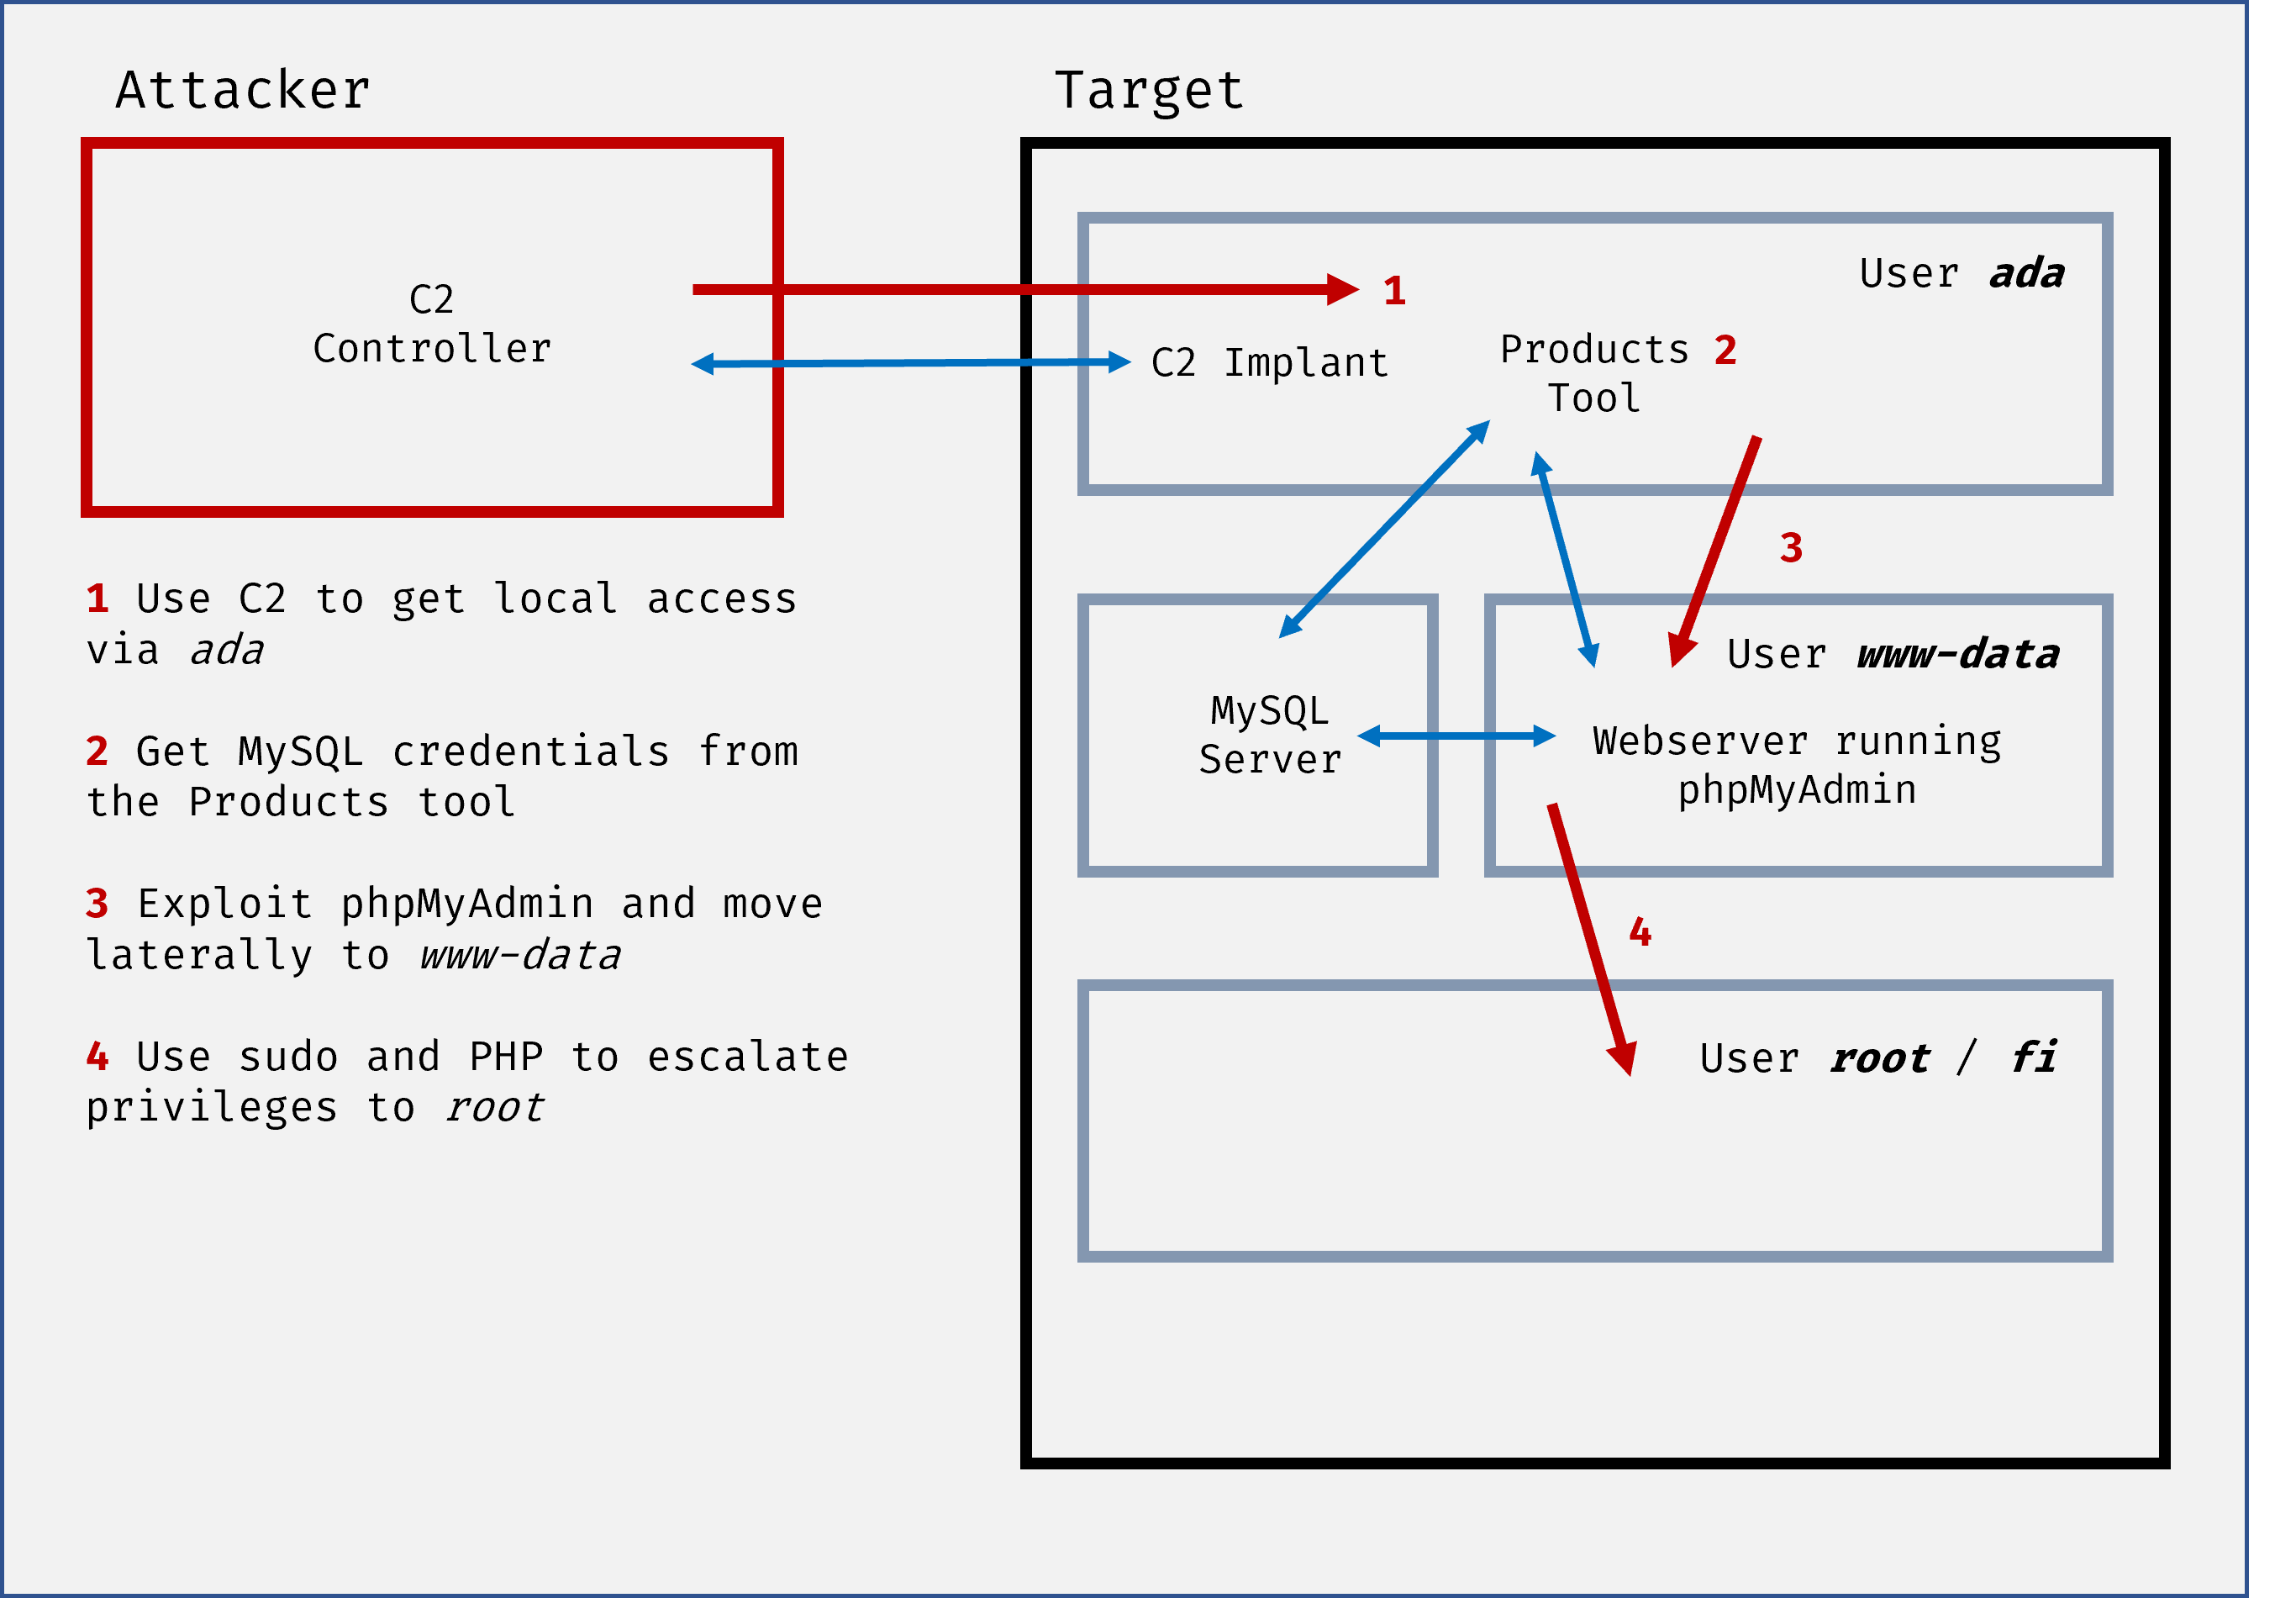 Attacker
Target
C2
Controller
1
C2 Implant
Products 2
Tool
User ada
3
MySQL
Server
User www-data
Webserver running
phpMyAdmin
4
User root / fi
1 Use C2 to get local access
via ada
2 Get MySQL credentials from
the Products tool
3 Exploit phpMyAdmin and move
laterally to www-data
4 Use sudo and PHP to escalate
privileges to root